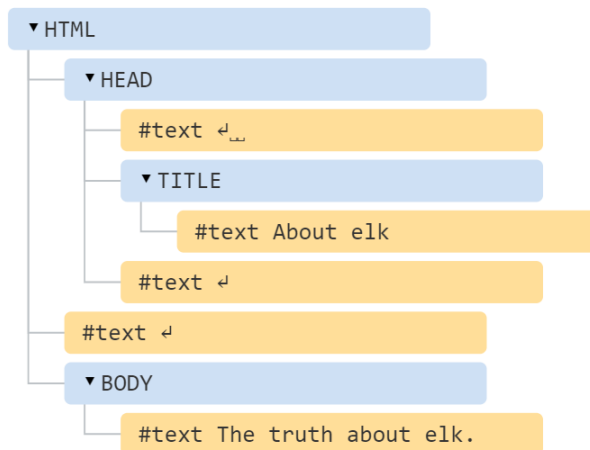 ▾ HTML
▾ HEAD
#text ↵␣␣
▾ TITLE
#text About elk
#text ↵
#text ↵
▾ BODY
#text The truth about elk.